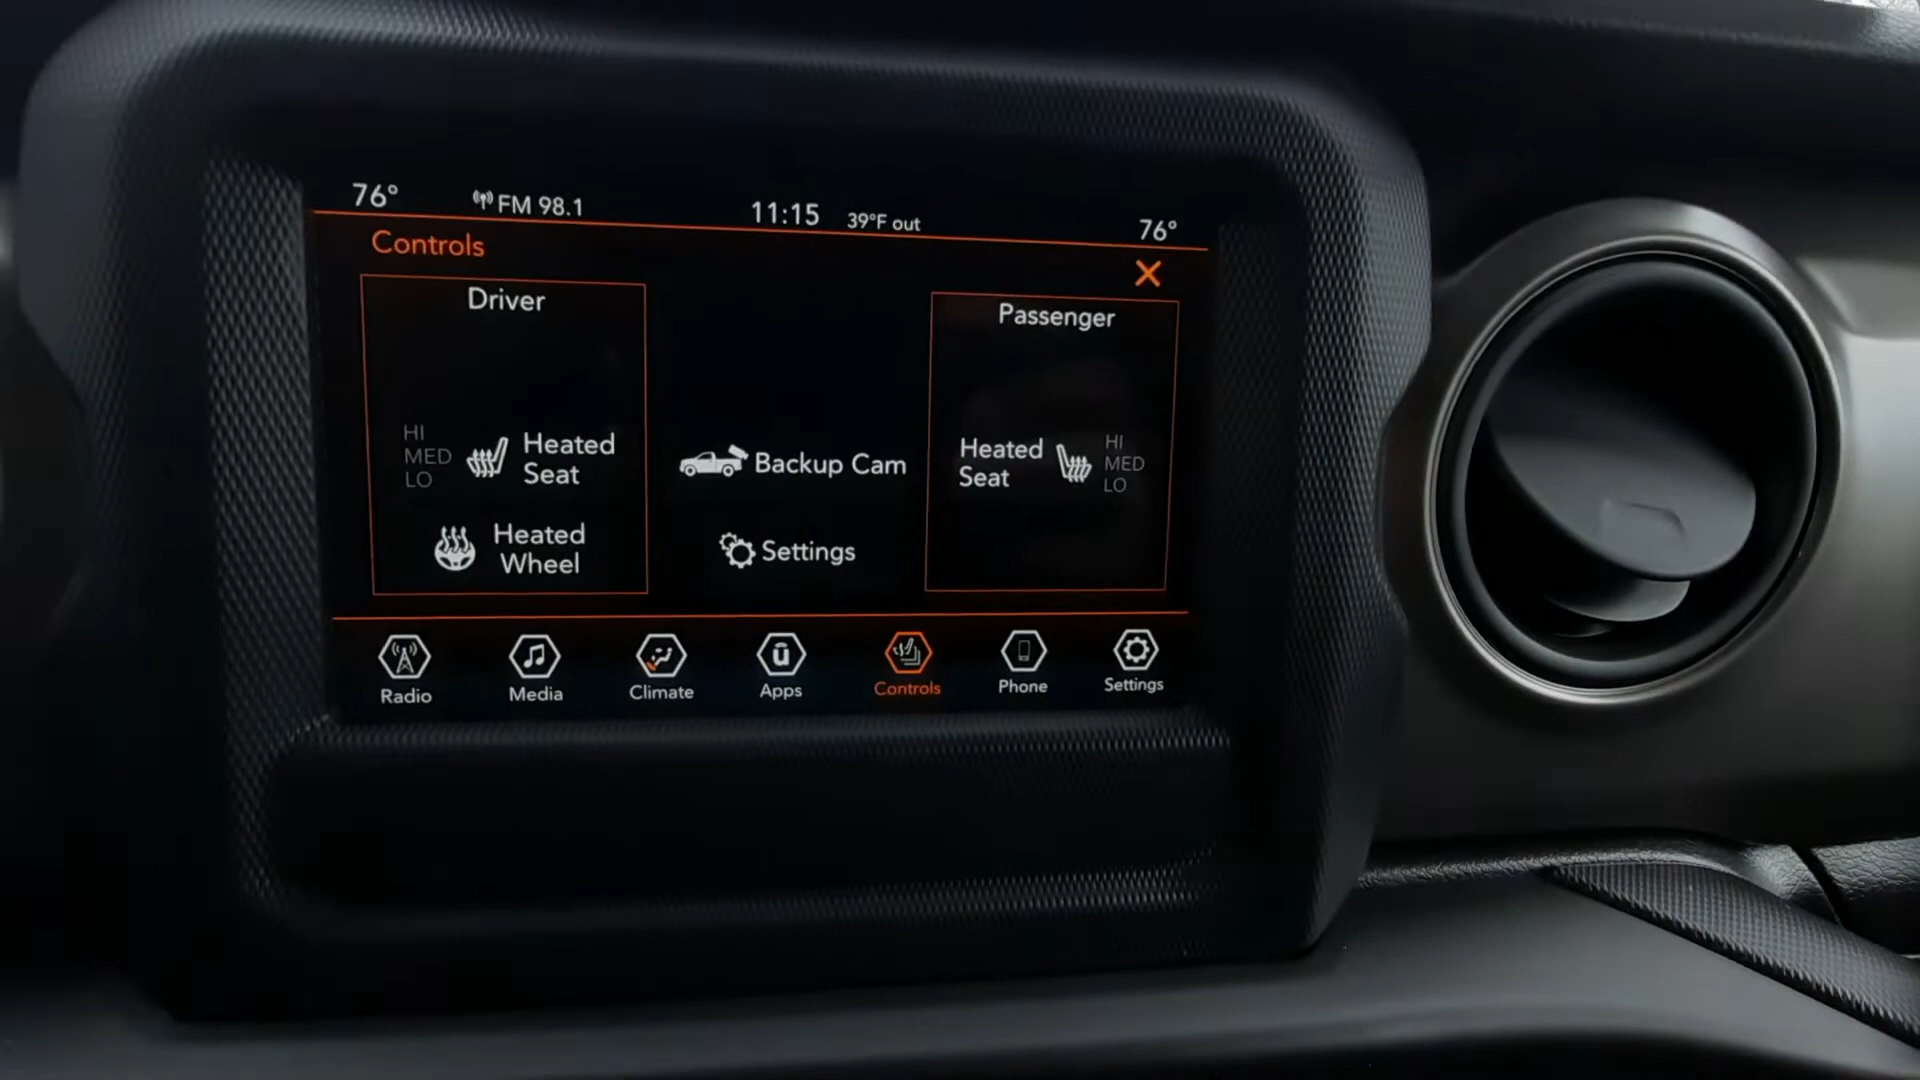 76° FM 98.1 11:15 39°F out 76°
Controls
Driver
HI
MED
LO
Heated
Seat
Heated
Wheel
Backup Cam
Settings
Passenger
Heated
Seat
HI
MED
LO
Radio Media Climate Apps Controls Phone Settings